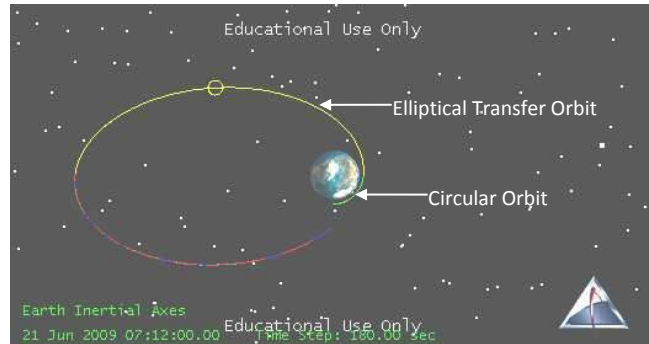 Educational Use Only
Elliptical Transfer Orbit
Circular Orbit
Earth Inertial Axes
21 Jun 2009 07:12:00.00
Educational Use Only
Time Step: 180.00 sec